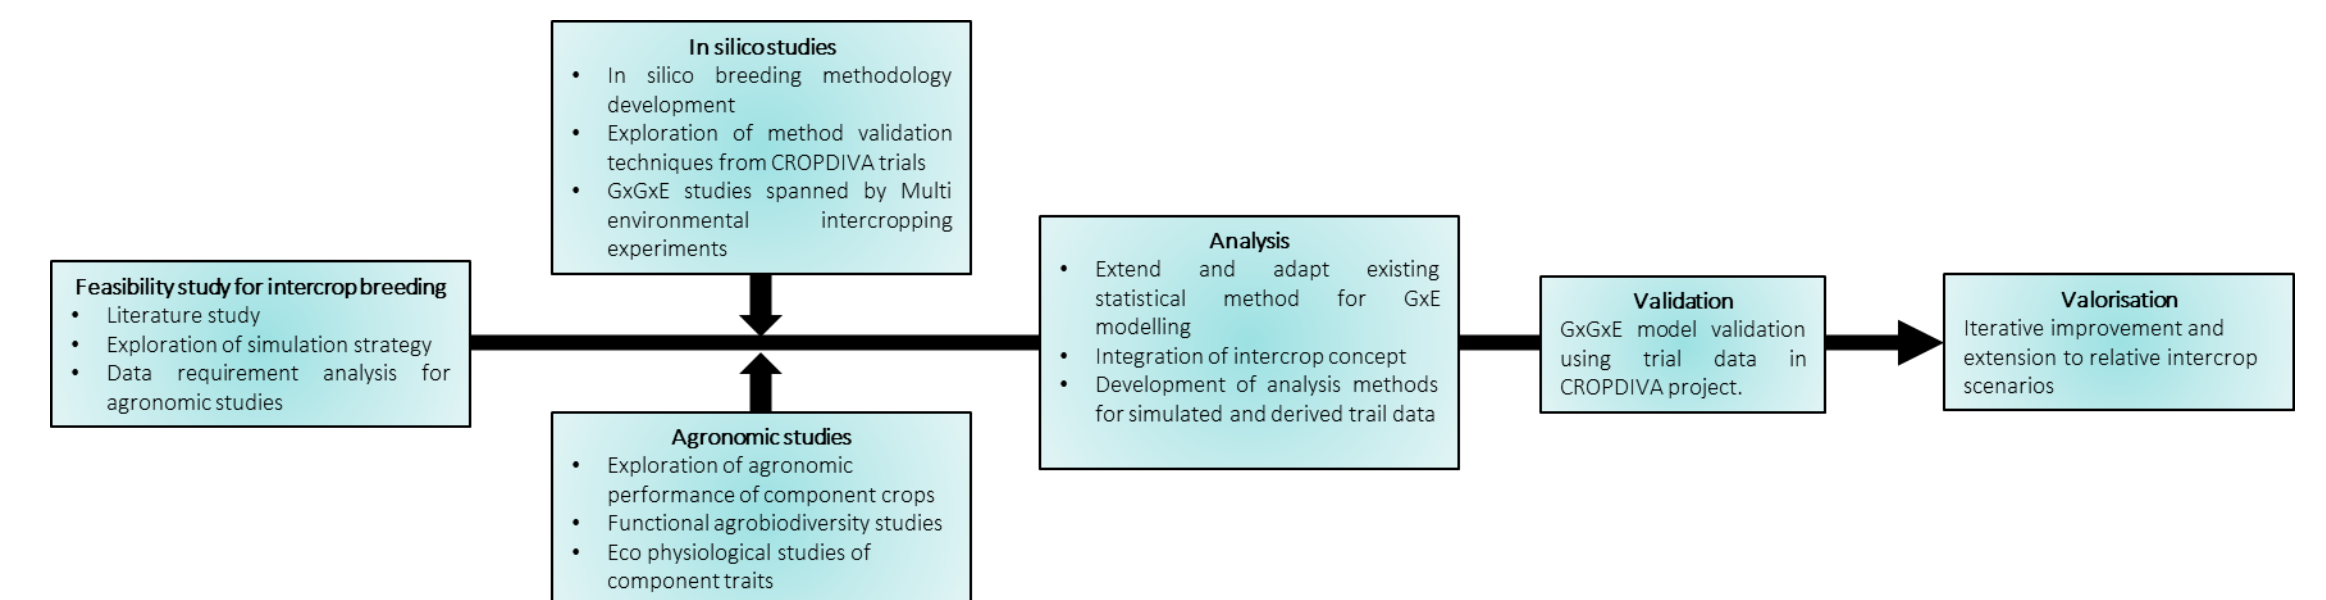 Feasibility study for intercrop breeding
• Literature study
• Exploration of simulation strategy
• Data requirement analysis for
agronomic studies
In silico studies
• In silico breeding methodology
development
• Exploration of method validation
techniques from CROPDIVA trials
• GxGxE studies spanned by Multi
environmental intercropping
experiments
Agronomic studies
• Exploration of agronomic
performance of component crops
• Functional agrobiodiversity studies
• Eco physiological studies of
component traits
Analysis
• Extend and adapt existing
statistical method for GxE
modelling
• Integration of intercrop concept
• Development of analysis methods
for simulated and derived trail data
Validation
GxGxE model validation
using trial data in
CROPDIVA project.
Valorisation
Iterative improvement and
extension to relative intercrop
scenarios